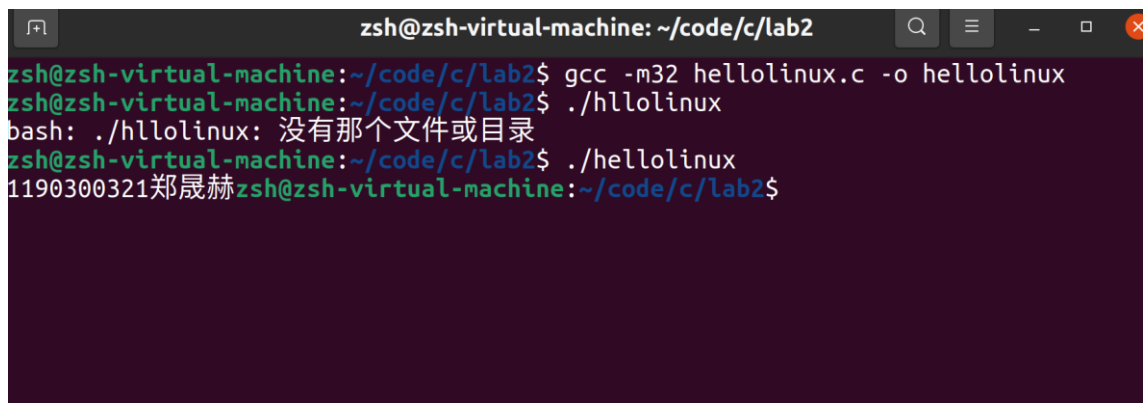 zsh@zsh-virtual-machine: ~/code/c/lab2
zsh@zsh-virtual-machine:~/code/c/lab2$ gcc -m32 hellolinux.c -o hellolinux
zsh@zsh-virtual-machine:~/code/c/lab2$ ./hllolinux
bash: ./hllolinux: 没有那个文件或目录
zsh@zsh-virtual-machine:~/code/c/lab2$ ./hellolinux
1190300321郑晟赫zsh@zsh-virtual-machine:~/code/c/lab2$